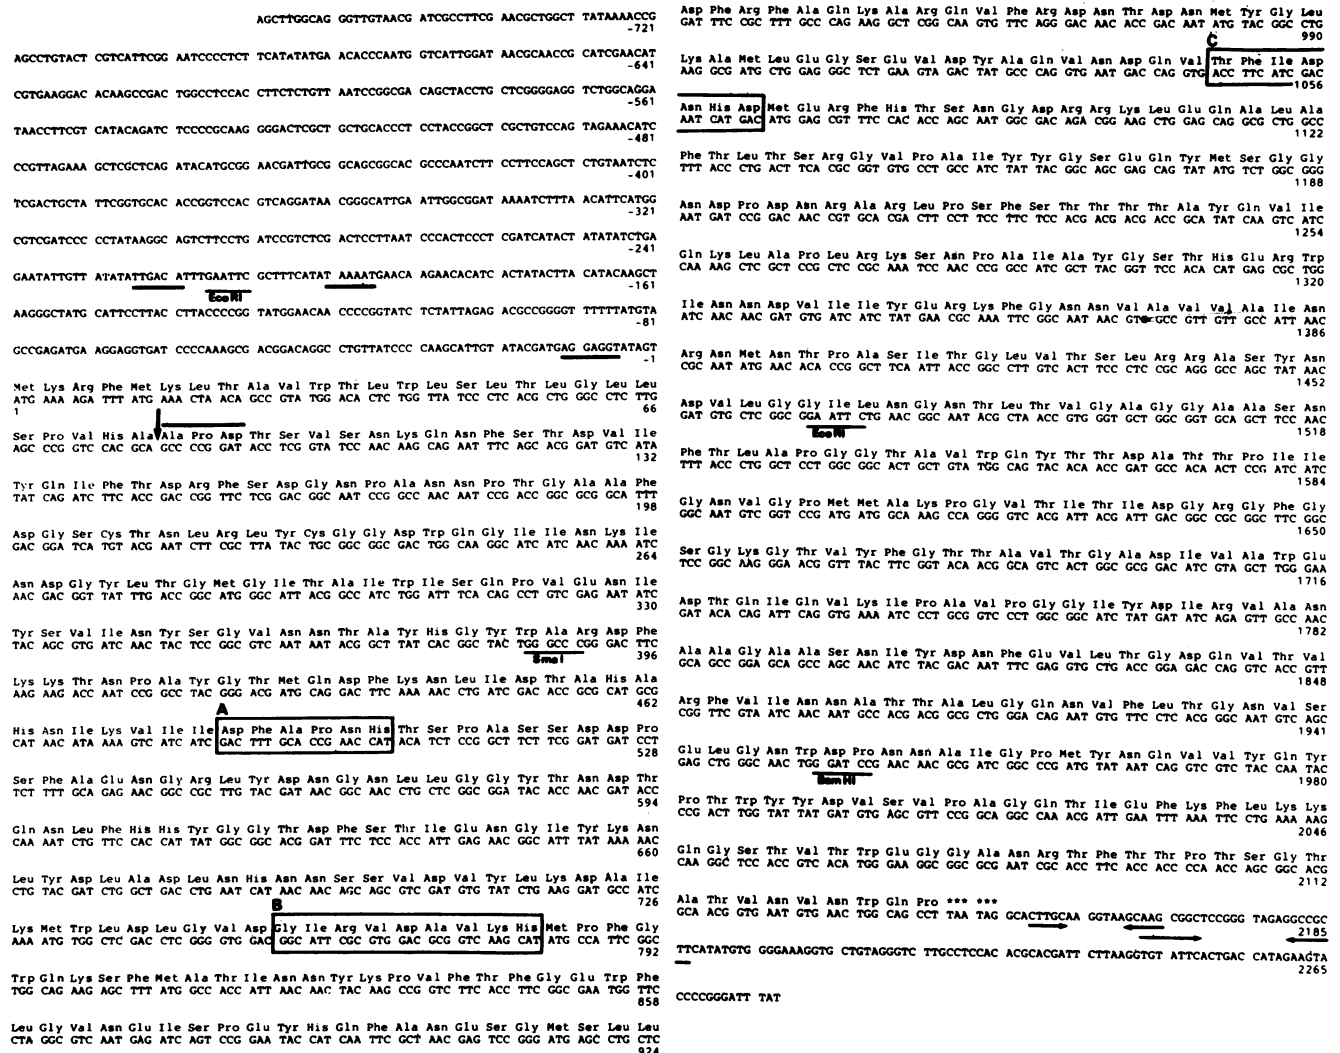 AGCTTGGCAG GGTTGTAACG ATCGCCTTCG AACGCTGGCT TATAAAACCG
-721
AGCCTGTACT CGTCATTCGG AATCCCCTCT TCATATATGA ACACCCAATG GTCATTGGAT AACGCAACCG CATCGAACAT
-641
CGTGAAGGAC ACAAGCCGAC TGGCCTCCAC CTTCTCTGTT AATCCGGCGA CAGCTACCTG CTCGGGGAGG TCTGGCAGGA
-561
TAACCTTCGT CATACAGATC TCCCCGCAAG GGGACTCGCT GCTGCACCCT CCTACCGGCT CGCTGTCCAG TAGAAACATC
-481
CCGTTAGAAA GCTCGCTCAG ATACATGCGG AACGATTGCG GCAGCGGCAC GCCCAATCTT CCTTCCAGCT CTGTAATCTC
-401
TCGACTGCTA TTCGGTGCAC ACCGGTCCAC GTCAGGATAA CGGGCATTGA ATTGGCGGAT AAAATCTTTA ACATTCATGG
-321
CGTCGATCCC CCTATAAGGC AGTCTTCCTG ATCCGTCTCG ACTCCTTAAT CCCACTCCCT CGATCATACT ATATATCTGA
-241
GAATATTGTT ATATATTGAC ATTTGAATTC GCTTTCATAT TAAAATGAACA AGAACACATC ACTATACTTA CATACAAGCT
EcoRI
-161
AAGGGCTATG CATTCCTTAC CTTACCCCGG TATGGAACAA CCCCGGTATC TCTATTAGAG ACGCCGGGGT TTTTTATGTA
-81
GCCGAGATGA AGGAGGTGAT CCCCAAAGCG ACGGACAGGC CCTGTTATCCC CAAGCATTGT ATACGATGAG GAGGTATAGT
-1
Met Lys Arg Phe Met Lys Leu Thr Ala Val Trp Thr Leu Trp Leu Ser Leu Thr Leu Gly Leu Leu
ATG AAA AGA TTT ATG AAA CTA ACA GCC GTA TGG ACA CTC TGG TTA TCC CTC ACG CTG GGC CTC TTG
1 66
Ser Pro Val His Ala Ala Pro Asp Thr Ser Val Ser Asn Lys Gln Asn Phe Ser Thr Asp Val Ile
AGC CCG GTC CAC GCA GCC CCG GAT ACC TCG GTA TCC AAC AAG CAG AAT TTC AGC ACG GAT GTC ATA
132
Tyr Gln Ile Phe Thr Asp Arg Phe Ser Asp Gly Asn Pro Ala Asn Asn Pro Thr Gly Ala Ala Phe
TAT CAG ATC TTC ACC GAC CGG TTC TCG GAC GGC AAT CCG GCC AAC AAT CCG ACC GGC GCG GCA TTT
198
Asp Gly Ser Cys Thr Asn Leu Arg Leu Tyr Cys Gly Gly Asp Trp Gln Gly Ile Ile Asn Lys Ile
GAC GGA TCA TGT ACG AAT CTT CGC TTA TAC TGC GGC GGC GAC TGG CAA GGC ATC ATC AAC AAA ATC
264
Asn Asp Gly Tyr Leu Thr Gly Met Gly Ile Thr Ala Ile Trp Ile Ser Gln Pro Val Glu Asn Ile
AAC GAC GGT TAT TTG ACC GGC ATG GGC ATT ACG GCC ATC TGG ATT TCA CAG CCT GTC GAG AAT ATC
330
Tyr Ser Val Ile Asn Tyr Ser Gly Val Asn Asn Thr Ala Tyr His Gly Tyr Trp Ala Arg Asp Phe
TAC AGC GTG ATC AAC TAC TCC GGC GTC AAT AAT ACG GCT TAT CAC GGC TAC TGG GCC CGG GAC TTC
SmaI 396
Lys Lys Thr Asn Pro Ala Tyr Gly Thr Met Gln Asp Phe Lys Asn Leu Ile Asp Thr Ala His Ala
AAG AAG ACC AAT CCG GCC TAC GGG ACG ATG CAG GAC TTC AAA AAC CTG ATC GAC ACC GCG CAT GCG
462
A
His Asn Ile Lys Val Ile Ile Asp Phe Ala Pro Asn His Thr Ser Pro Ala Ser Ser Asp Asp Pro
CAT AAC ATA AAA GTC ATC ATC GAC TTT GCA CCG AAC CAT ACA TCT CCG GCT TCT TCG GAT GAT CCT
528
Ser Phe Ala Glu Asn Gly Arg Leu Tyr Asp Asn Gly Asn Leu Leu Gly Gly Tyr Thr Asn Asp Thr
TCT TTT GCA GAG AAC GGC CGC TTG TAC GAT AAC GGC AAC CTG CTC GGC GGA TAC ACC AAC GAT ACC
594
Gln Asn Leu Phe His His Tyr Gly Gly Thr Asp Phe Ser Thr Ile Glu Asn Gly Ile Tyr Lys Asn
CAA AAT CTG TTC CAC CAT TAT GGC GGC ACG GAT TTC TCC ACC ATT GAG AAC GGC ATT TAT AAA AAC
660
Leu Tyr Asp Leu Ala Asp Leu Asn His Asn Asn Ser Ser Val Asp Val Tyr Leu Lys Asp Ala Ile
CTG TAC GAT CTG GCT GAC CTG AAT CAT AAC AAC AGC AGC GTC GAT GTG TAT CTG AAG GAT GCC ATC
726
B
Lys Met Trp Leu Asp Leu Gly Val Asp Gly Ile Arg Val Asp Ala Val Lys His Met Pro Phe Gly
AAA ATG TGG CTC GAC CTC GGG GTG GAC GGC ATT CGC GTG GAC GCG GTC AAG CAT ATG CCA TTC GGC
792
Trp Gln Lys Ser Phe Met Ala Thr Ile Asn Asn Tyr Lys Pro Val Phe Thr Phe Gly Glu Trp Phe
TGG CAG AAG AGC TTT ATG GCC ACC ATT AAC AAC TAC AAG CCG GTC TTC ACC TTC GGC GAA TGG TTC
858
Leu Gly Val Asn Glu Ile Ser Pro Glu Tyr His Gln Phe Ala Asn Glu Ser Gly Met Ser Leu Leu
CTA GGC GTC AAT GAG ATC AGT CCG GAA TAC CAT CAA TTC GCT AAC GAG TCC GGG ATG AGC CTG CTC
924
Asp Phe Arg Phe Ala Gln Lys Ala Arg Gln Val Phe Arg Asp Asn Thr Asp Asn Met Tyr Gly Leu
GAT TTC CGC TTT GCC CAG AAG GCT CGG CAA GTG TTC AGG GAC AAC ACC GAC AAT ATG TAC GGC CTG
990
C
Lys Ala Met Leu Glu Gly Ser Glu Val Asp Tyr Ala Gln Val Asn Asp Gln Val Thr Phe Ile Asp
AAG GCG ATG CTG GAG GGC TCT GAA GTA GAC TAT GCC CAG GTG AAT GAC CAG GTG ACC TTC ATC GAC
1056
Asn His Asp Met Glu Arg Phe His Thr Ser Asn Gly Asp Arg Arg Lys Leu Glu Gln Ala Leu Ala
AAT CAT GAC ATG GAG CGT TTC CAC ACC AGC AAT GGC GAC AGA CGG AAG CTG GAG CAG GCG CTG GCC
1122
Phe Thr Leu Thr Ser Arg Gly Val Pro Ala Ile Tyr Tyr Gly Ser Glu Gln Tyr Met Ser Gly Gly
TTT ACC CTG ACT TCA CGC GGT GTG CCT GCC ATC TAT TAC GGC AGC GAG CAG TAT ATG TCT GGC GGG
1188
Asn Asp Pro Asp Asn Arg Ala Arg Leu Pro Ser Phe Ser Thr Thr Thr Thr Ala Tyr Gln Val Ile
AAT GAT CCG GAC AAC CGT GCA CGA CTT CCT TCC TTC TCC ACG ACG ACG ACC GCA TAT CAA GTC ATC
1254
Gln Lys Leu Ala Pro Leu Arg Lys Ser Asn Pro Ala Ile Ala Tyr Gly Ser Thr His Glu Arg Trp
CAA AAG CTC GCT CCG CTC CGC AAA TCC AAC CCG GCC ATC GCT TAC GGT TCC ACA CAT GAG CGC TGG
1320
Ile Asn Asn Asp Val Ile Ile Tyr Glu Arg Lys Phe Gly Asn Asn Val Ala Val Val Ala Ile Asn
ATC AAC AAC GAT GTG ATC ATC TAT GAA CGC AAA TTC GGC AAT AAC GCC GTT GTT GCC ATT AAC
1386
Arg Asn Met Asn Thr Pro Ala Ser Ile Thr Gly Leu Val Thr Ser Leu Arg Arg Ala Ser Tyr Asn
CGC AAT ATG AAC ACA CCG GCT TCA ATT ACC GGC CTT GTC ACT TCC CTC CGC AGG GCC AGC TAT AAC
1452
Asp Val Leu Gly Gly Ile Leu Asn Gly Asn Thr Leu Thr Val Gly Ala Gly Gly Ala Ala Ser Asn
GAT GTG CTC GGC GGA ATT CTG AAC GGC AAT ACG CTA ACC GTG GGT GCT GGC GGT GCA GCT TCC AAC
EcoRI 1518
Phe Thr Leu Ala Pro Gly Gly Thr Ala Val Trp Gln Tyr Thr Thr Asp Ala Thr Thr Pro Ile Ile
TTT ACC CTG GCT CCT GGC GGC ACT GCT GTA TGG CAG TAC ACA ACC GAT GCC ACA ACT CCG ATC ATC
1584
Gly Asn Val Gly Pro Met Met Ala Lys Pro Gly Val Thr Ile Thr Ile Asp Gly Arg Gly Phe Gly
GGC AAT GTC GGT CCG ATG ATG GCA AAG CCA GGG GTC ACG ATT ACG ATT GAC GGC CGC GGC TTC GGC
1650
Ser Gly Lys Gly Thr Val Tyr Phe Gly Thr Thr Ala Val Thr Gly Ala Asp Ile Val Ala Trp Glu
TCC GGC AAG GGA ACG GTT TAC TTC GGT ACA ACG GCA GTC ACT GGC GCG GAC ATC GTA GCT TGG GAA
1716
Asp Thr Gln Ile Gln Val Lys Ile Pro Ala Val Pro Gly Gly Ile Tyr Asp Ile Arg Val Ala Asn
GAT ACA CAG ATT CAG GTG AAA ATC CCT GCG GTC CCT GGC GGC ATC TAT GAT ATC AGA GTT GCC AAC
1782
Ala Ala Gly Ala Ala Ser Asn Ile Tyr Asp Asn Phe Glu Val Leu Thr Gly Asp Gln Val Thr Val
GCA GCC GGA GCA GCC AGC AAC ATC TAC GAC AAT TTC GAG GTG CTG ACC GGA GAC CAG GTC ACC GTT
1848
Arg Phe Val Ile Asn Asn Ala Thr Thr Ala Leu Gly Gln Asn Val Phe Leu Thr Gly Asn Val Ser
CGG TTC GTA ATC AAC AAT GCC ACG ACG GCG CTG GGA CAG AAT GTG TTC CTC ACG GGC AAT GTC AGC
1941
Glu Leu Gly Asn Trp Asp Pro Asn Asn Ala Ile Gly Pro Met Tyr Asn Gln Val Val Tyr Gln
GAG CTG GGC AAC TGG GAT CCG AAC AAC GCG ATC GGC CCG ATG TAT AAT CAG GTC GTC TAC CAA TAC
BamHI 1980
Pro Thr Trp Tyr Tyr Asp Val Ser Val Pro Ala Gly Gln Thr Ile Glu Phe Lys Phe Leu Lys Lys
CCG ACT TGG TAT TAT GAT GTG AGC GTT CCG GCA GGC CAA ACG ATT GAA TTT AAA TTC CTG AAA AAG
2046
Gln Gly Ser Thr Val Thr Trp Glu Gly Gly Ala Asn Arg Thr Phe Thr Thr Pro Thr Ser Gly Thr
CAA GGC TCC ACC GTC ACA TGG GAA GGC GGC GCG AAT CGC ACC TTC ACC ACC CCA ACC AGC GGC ACG
2112
Ala Thr Val Asn Val Asn Trp Gln Pro *** ***
GCA ACG GTG AAT GTG AAC TGG CAG CCT TAA TAG GCACTTGCAA GGTAAGCAAG CGGCTCCGGG TAGAGGCCGC
2185
TTCATATGTG GGGAAAGGTG CTGTAGGGTC TTGCCTCCAC ACGCACGATT CTTAAGGTGT ATTCACTGAC CATAGAAGTA
2265
CCCCGGGATT TAT